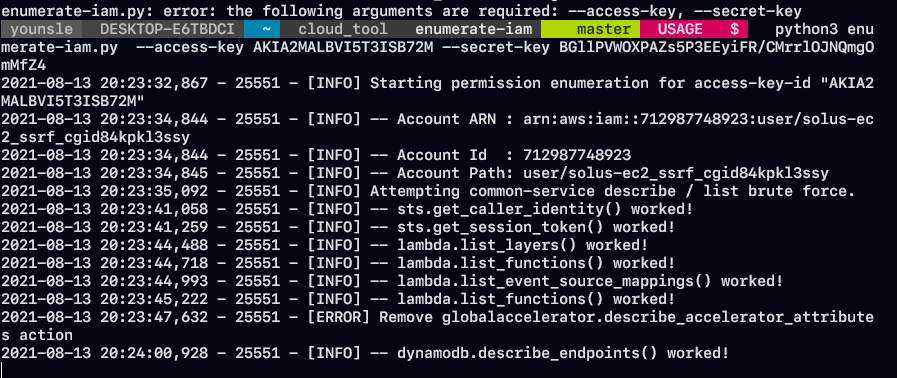 enumerate-iam.py: error: the following arguments are required: --access-key, --secret-key
younsle DESKTOP-E6TBDCI ~ cloud_tool enumerate-iam master USAGE $ python3 enu
merate-iam.py --access-key AKIA2MALBVI5T3ISB72M --secret-key BGllPVWOXPAZs5P3EEyiFR/CMrrlOJNQmgO
mMfZ4
2021-08-13 20:23:32,867 - 25551 - [INFO] Starting permission enumeration for access-key-id "AKIA2
MALBVI5T3ISB72M"
2021-08-13 20:23:34,844 - 25551 - [INFO] -- Account ARN : arn:aws:iam::712987748923:user/solus-ec
2_ssrf_cgid84kpkl3ssy
2021-08-13 20:23:34,844 - 25551 - [INFO] -- Account Id  : 712987748923
2021-08-13 20:23:34,845 - 25551 - [INFO] -- Account Path: user/solus-ec2_ssrf_cgid84kpkl3ssy
2021-08-13 20:23:35,092 - 25551 - [INFO] Attempting common-service describe / list brute force.
2021-08-13 20:23:41,058 - 25551 - [INFO] -- sts.get_caller_identity() worked!
2021-08-13 20:23:41,259 - 25551 - [INFO] -- sts.get_session_token() worked!
2021-08-13 20:23:44,488 - 25551 - [INFO] -- lambda.list_layers() worked!
2021-08-13 20:23:44,718 - 25551 - [INFO] -- lambda.list_functions() worked!
2021-08-13 20:23:44,993 - 25551 - [INFO] -- lambda.list_event_source_mappings() worked!
2021-08-13 20:23:45,222 - 25551 - [INFO] -- lambda.list_functions() worked!
2021-08-13 20:23:47,632 - 25551 - [ERROR] Remove globalaccelerator.describe_accelerator_attribute
s action
2021-08-13 20:24:00,928 - 25551 - [INFO] -- dynamodb.describe_endpoints() worked!